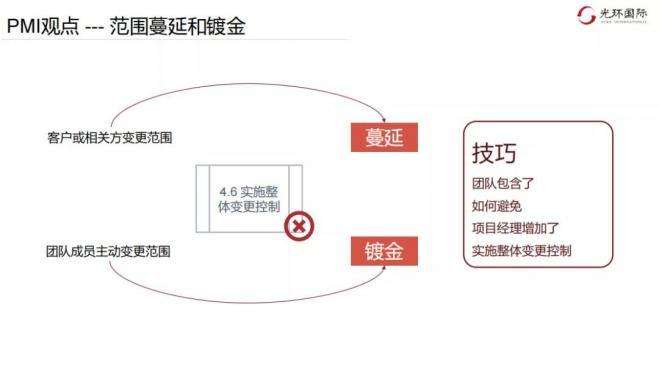 PMI观点 --- 范围蔓延和镀金
光环国际
客户或相关方变更范围
蔓延
4.6 实施整
体变更控制
团队成员主动变更范围
镀金
技巧
团队包含了
如何避免
项目经理增加了
实施整体变更控制